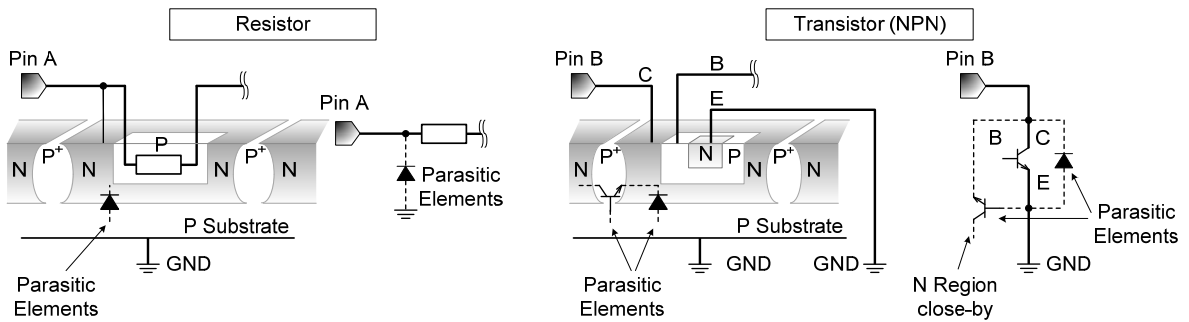 Resistor
Transistor (NPN)
Pin A
Pin A
P
N
P+
N
N
P+
N
Parasitic
Elements
P Substrate
GND
Parasitic
Elements
Pin B
C
B
E
N
P+
N
N
P
N
P+
N
P Substrate
GND
GND
Parasitic
Elements
Pin B
B
C
E
Parasitic
Elements
GND
N Region
close-by